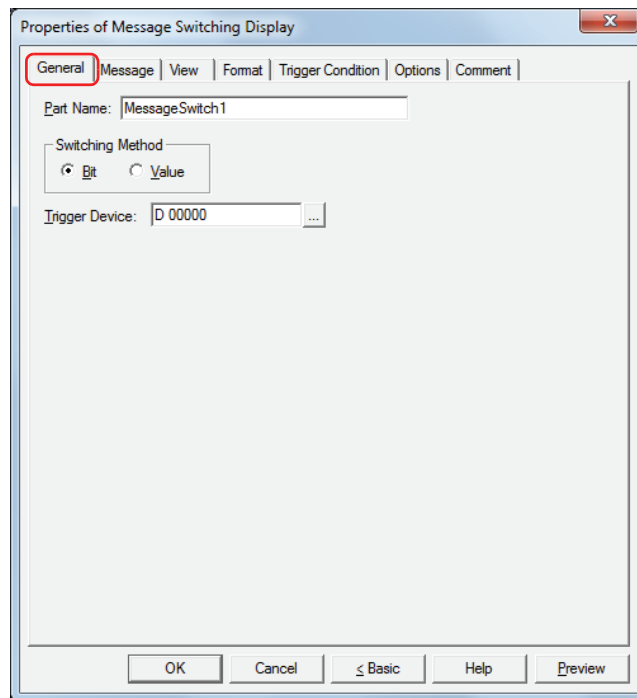 Properties of Message Switching Display
General Message View Format Trigger Condition Options Comment
Part Name: MessageSwitch1
Switching Method
Bit Value
Trigger Device: D 00000 ...
OK Cancel < Basic Help Preview